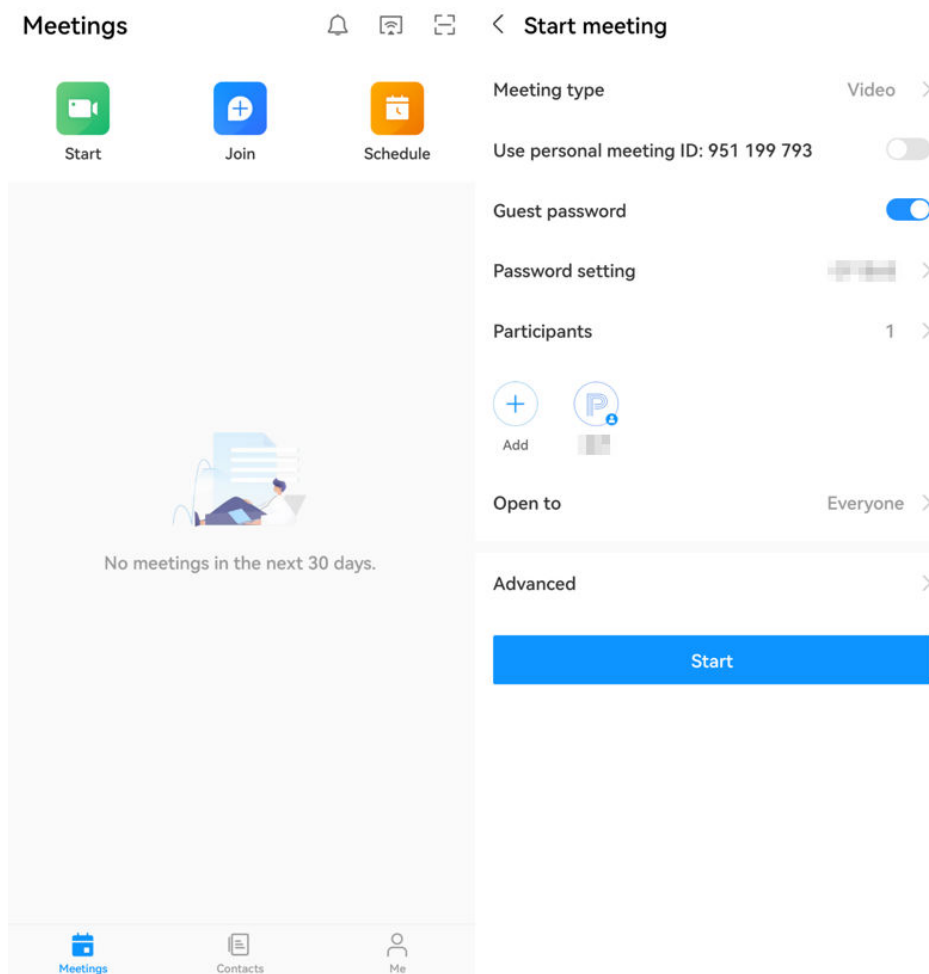 Meetings
Start
Join
Schedule
No meetings in the next 30 days.
Meetings
Contacts
Me
Start meeting
Meeting type
Video
Use personal meeting ID: 951 199 793
Guest password
Password setting
Participants
1
P
Add
Open to
Everyone
Advanced
Start